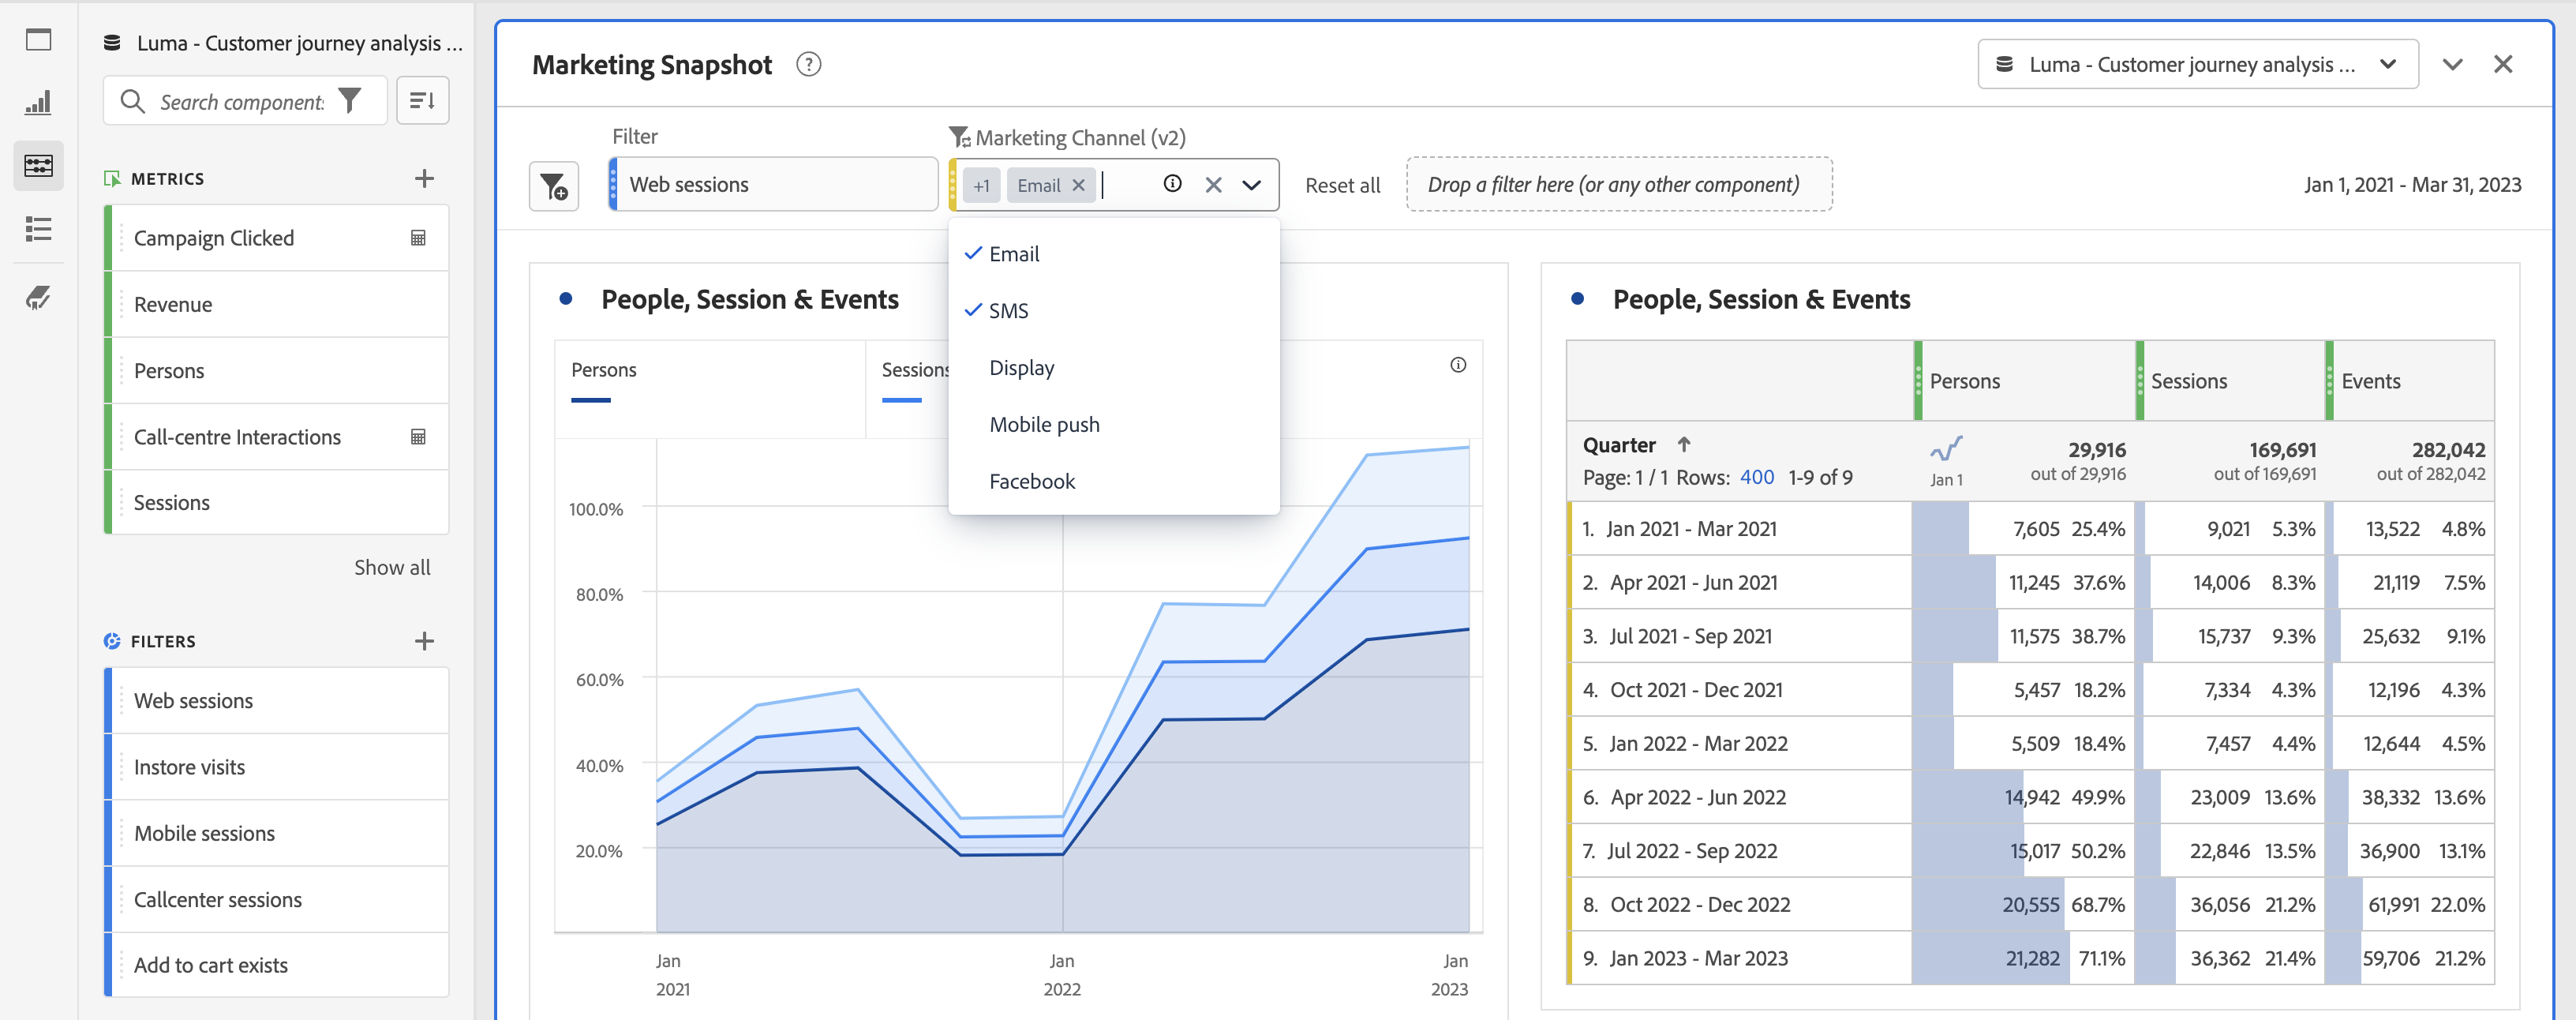 Luma - Customer journey analysis ...
Search component
METRICS
Campaign Clicked
Revenue
Persons
Call-centre Interactions
Sessions
Show all
FILTERS
Web sessions
Instore visits
Mobile sessions
Callcenter sessions
Add to cart exists
Marketing Snapshot ?
Luma - Customer journey analysis ...
Filter
Web sessions
Marketing Channel (v2)
+1 Email
Reset all
Drop a filter here (or any other component)
Jan 1, 2021 - Mar 31, 2023
Email
SMS
Display
Mobile push
Facebook
People, Session & Events
Persons
Sessions
100.0%
80.0%
60.0%
40.0%
20.0%
Jan 2021
Jan 2022
Jan 2023
People, Session & Events
Persons Sessions Events
Quarter 29,916 169,691 282,042
Page: 1 / 1 Rows: 400 1-9 of 9 Jan 1 out of 29,916 out of 169,691 out of 282,042
1. Jan 2021 - Mar 2021 7,605 25.4% 9,021 5.3% 13,522 4.8%
2. Apr 2021 - Jun 2021 11,245 37.6% 14,006 8.3% 21,119 7.5%
3. Jul 2021 - Sep 2021 11,575 38.7% 15,737 9.3% 25,632 9.1%
4. Oct 2021 - Dec 2021 5,457 18.2% 7,334 4.3% 12,196 4.3%
5. Jan 2022 - Mar 2022 5,509 18.4% 7,457 4.4% 12,644 4.5%
6. Apr 2022 - Jun 2022 14,942 49.9% 23,009 13.6% 38,332 13.6%
7. Jul 2022 - Sep 2022 15,017 50.2% 22,846 13.5% 36,900 13.1%
8. Oct 2022 - Dec 2022 20,555 68.7% 36,056 21.2% 61,991 22.0%
9. Jan 2023 - Mar 2023 21,282 71.1% 36,362 21.4% 59,706 21.2%